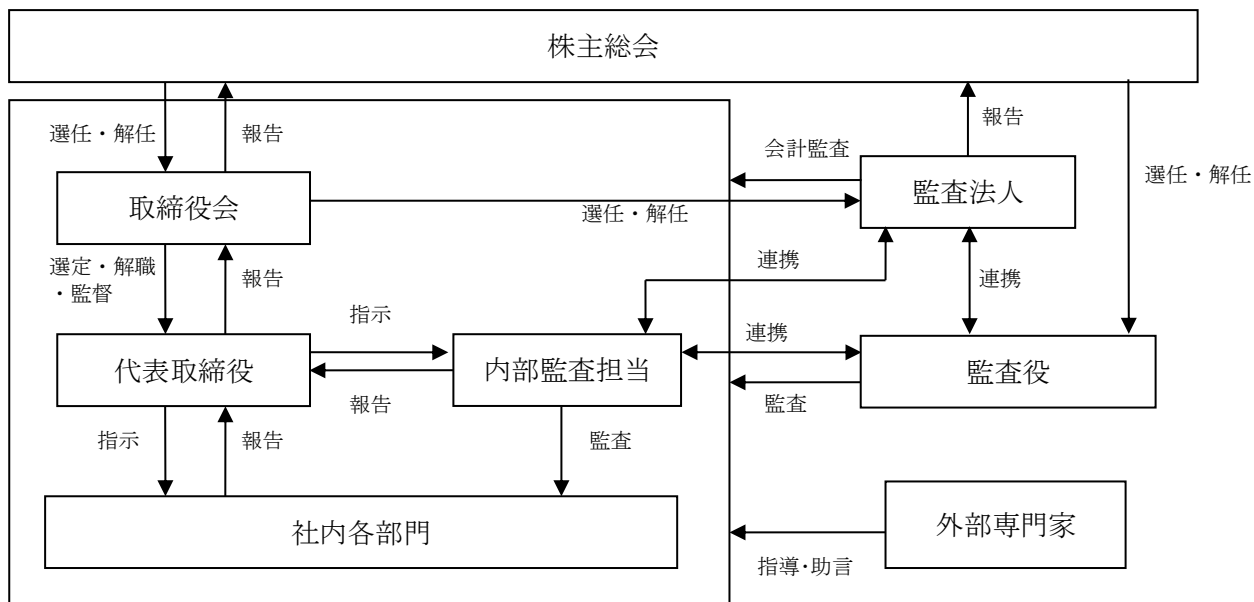 株主総会
選任・解任
報告
報告
会計監査
選任・解任
取締役会
監査法人
選任・解任
選定・解職
・監督
報告
連携
連携
指示
連携
代表取締役
内部監査担当
監査役
報告
監査
指示
報告
監査
社内各部門
外部専門家
指導・助言